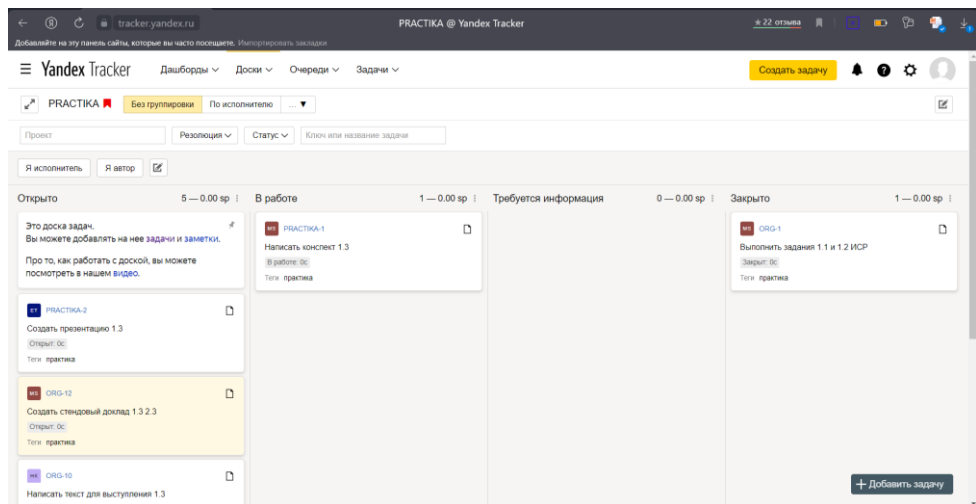 tracker.yandex.ru
PRACTIKA @ Yandex Tracker
★ 22 отзыва
Добавляйте на эту панель сайты, которые вы часто посещаете. Импортировать закладки
Yandex Tracker
Дашборды
Доски
Очереди
Задачи
Создать задачу
PRACTIKA
Без группировки
По исполнителю
... ▼
Проект
Резолюция
Статус
Ключ или название задачи
Я исполнитель
Я автор
Открыто
5 — 0.00 sp
В работе
1 — 0.00 sp
Требуется информация
0 — 0.00 sp
Закрыто
1 — 0.00 sp
Это доска задач.
Вы можете добавлять на нее задачи и заметки.
Про то, как работать с доской, вы можете
посмотреть в нашем видео.
ET PRACTIKA-2
Создать презентацию 1.3
Открыт: 0с
Теги практика
MS ORG-12
Создать стендовый доклад 1.3 2.3
Открыт: 0с
Теги практика
MK ORG-10
Написать текст для выступления 1.3
MS PRACTIKA-1
Написать конспект 1.3
В работе: 0с
Теги практика
MS ORG-1
Выполнить задания 1.1 и 1.2 ИСР
Закрыт: 0с
Теги практика
+ Добавить задачу